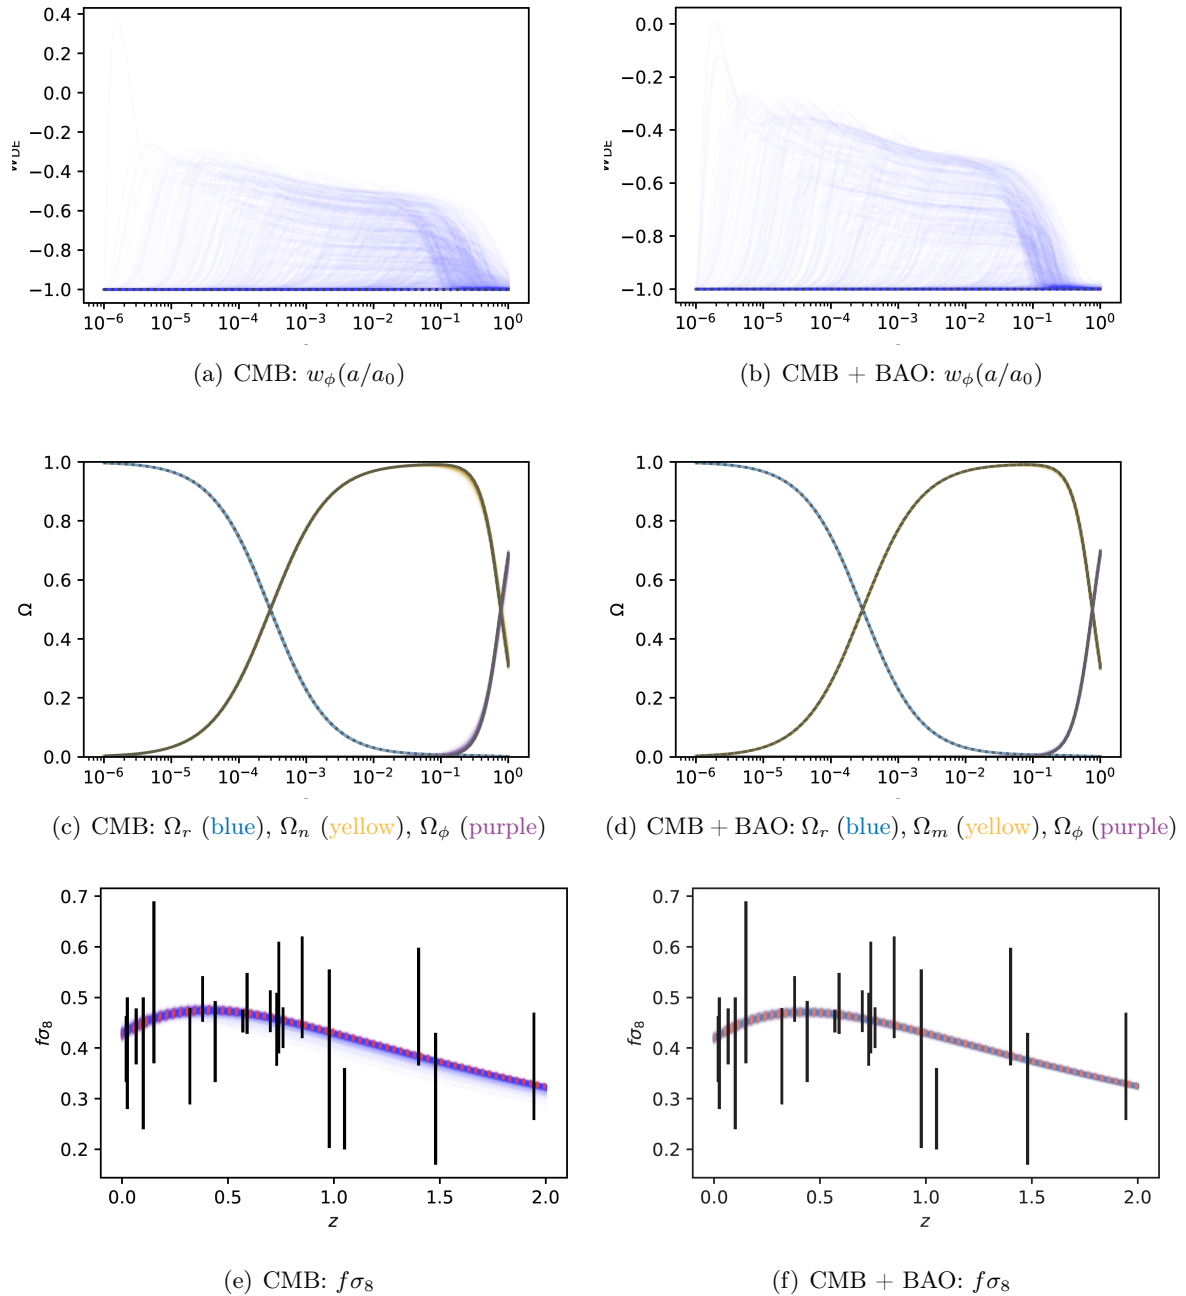 0.4
0.2
0.0
−0.2
−0.4
−0.6
−0.8
−1.0
10⁻⁶ 10⁻⁵ 10⁻⁴ 10⁻³ 10⁻² 10⁻¹ 10⁰
(a) CMB: w_ϕ(a/a₀)
0.0
−0.2
−0.4
−0.6
−0.8
−1.0
10⁻⁶ 10⁻⁵ 10⁻⁴ 10⁻³ 10⁻² 10⁻¹ 10⁰
(b) CMB + BAO: w_ϕ(a/a₀)
1.0
0.8
0.6
Ω
0.4
0.2
0.0
10⁻⁶ 10⁻⁵ 10⁻⁴ 10⁻³ 10⁻² 10⁻¹ 10⁰
(c) CMB: Ω_r (blue), Ω_n (yellow), Ω_ϕ (purple)
1.0
0.8
0.6
Ω
0.4
0.2
0.0
10⁻⁶ 10⁻⁵ 10⁻⁴ 10⁻³ 10⁻² 10⁻¹ 10⁰
(d) CMB + BAO: Ω_r (blue), Ω_m (yellow), Ω_ϕ (purple)
0.7
0.6
0.5
fσ₈
0.4
0.3
0.2
0.0 0.5 1.0 1.5 2.0
z
(e) CMB: fσ₈
0.7
0.6
0.5
fσ₈
0.4
0.3
0.2
0.0 0.5 1.0 1.5 2.0
z
(f) CMB + BAO: fσ₈